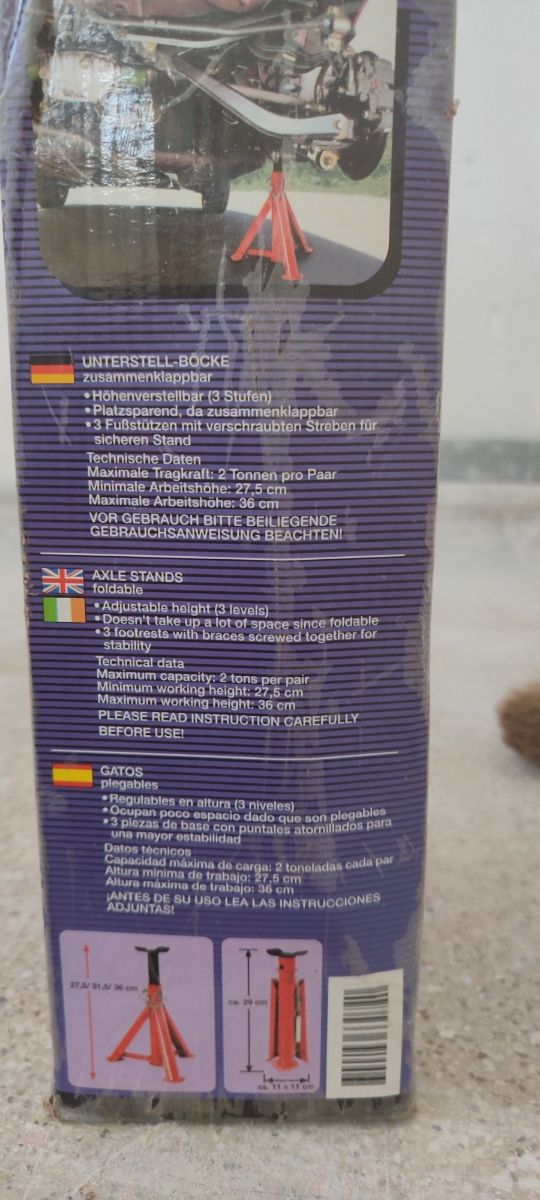 UNTERSTELL-BÖCKE
zusammenklappbar
• Höhenverstellbar (3 Stufen)
• Platzsparend, da zusammenklappbar
• 3 Fußstützen mit verschraubten Streben für
sicheren Stand
Technische Daten
Maximale Tragkraft: 2 Tonnen pro Paar
Minimale Arbeitshöhe: 27,5 cm
Maximale Arbeitshöhe: 36 cm
VOR GEBRAUCH BITTE BEILIEGENDE
GEBRAUCHSANWEISUNG BEACHTEN!
AXLE STANDS
foldable
• Adjustable height (3 levels)
• Doesn't take up a lot of space since foldable
• 3 footrests with braces screwed together for
stability
Technical data
Maximum capacity: 2 tons per pair
Minimum working height: 27,5 cm
Maximum working height: 36 cm
PLEASE READ INSTRUCTION CAREFULLY
BEFORE USE!
GATOS
plegables
• Regulables en altura (3 niveles)
• Ocupan poco espacio dado que son plegables
• 3 piezas de base con puntales atornillados para
una mayor estabilidad
Datos técnicos
Capacidad máxima de carga: 2 toneladas cada par
Altura mínima de trabajo: 27,5 cm
Altura máxima de trabajo: 36 cm
¡ANTES DE SU USO LEA LAS INSTRUCCIONES
ADJUNTAS!
27,5/ 31,5/ 36 cm
ca. 29 cm
ca. 11 x 11 cm